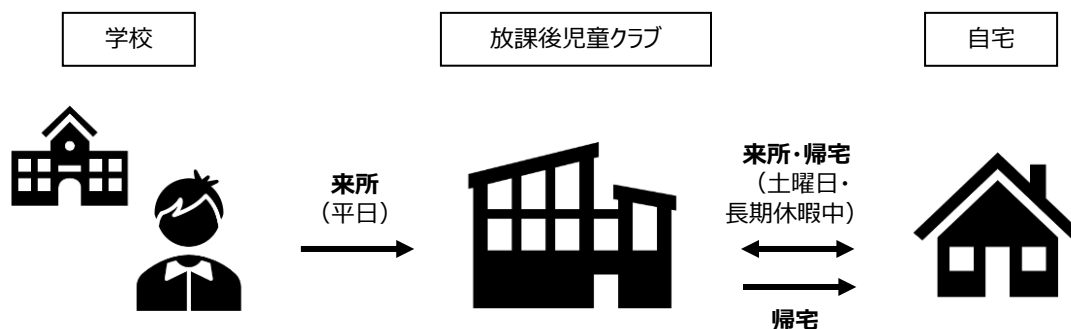 学校
放課後児童クラブ
自宅
来所
（平日）
来所・帰宅
（土曜日・
長期休暇中）
帰宅